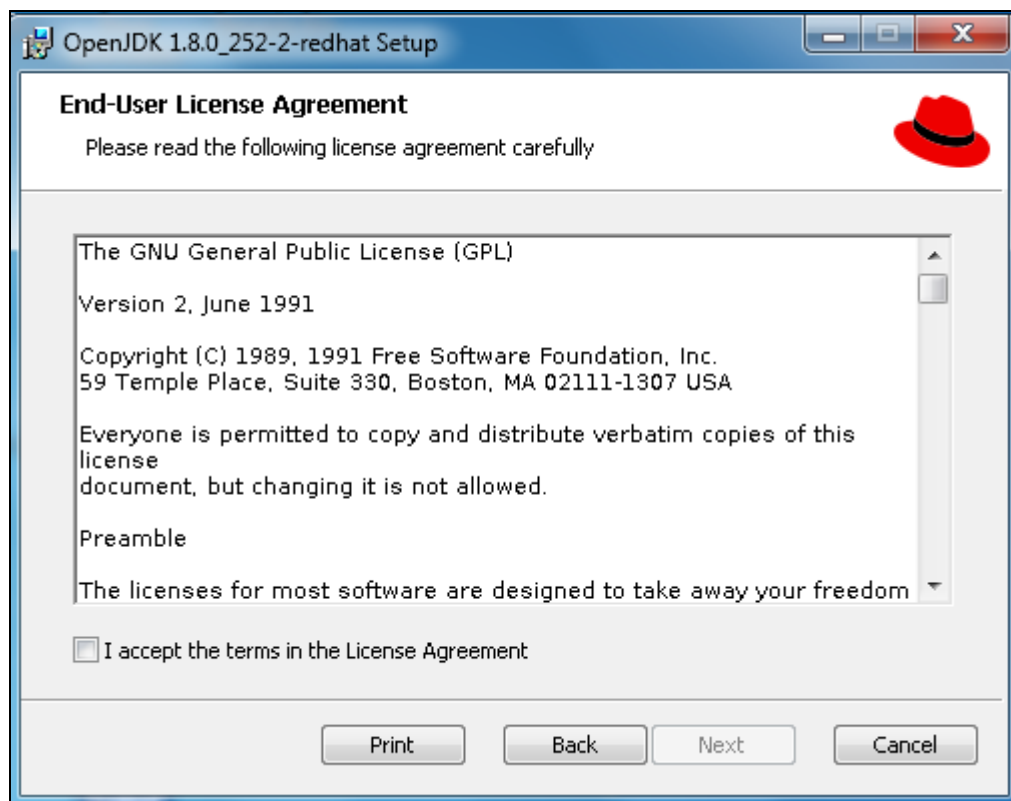 OpenJDK 1.8.0_252-2-redhat Setup
End-User License Agreement
Please read the following license agreement carefully
The GNU General Public License (GPL)
Version 2, June 1991
Copyright (C) 1989, 1991 Free Software Foundation, Inc.
59 Temple Place, Suite 330, Boston, MA 02111-1307 USA
Everyone is permitted to copy and distribute verbatim copies of this
license
document, but changing it is not allowed.
Preamble
The licenses for most software are designed to take away your freedom
I accept the terms in the License Agreement
Print Back Next Cancel